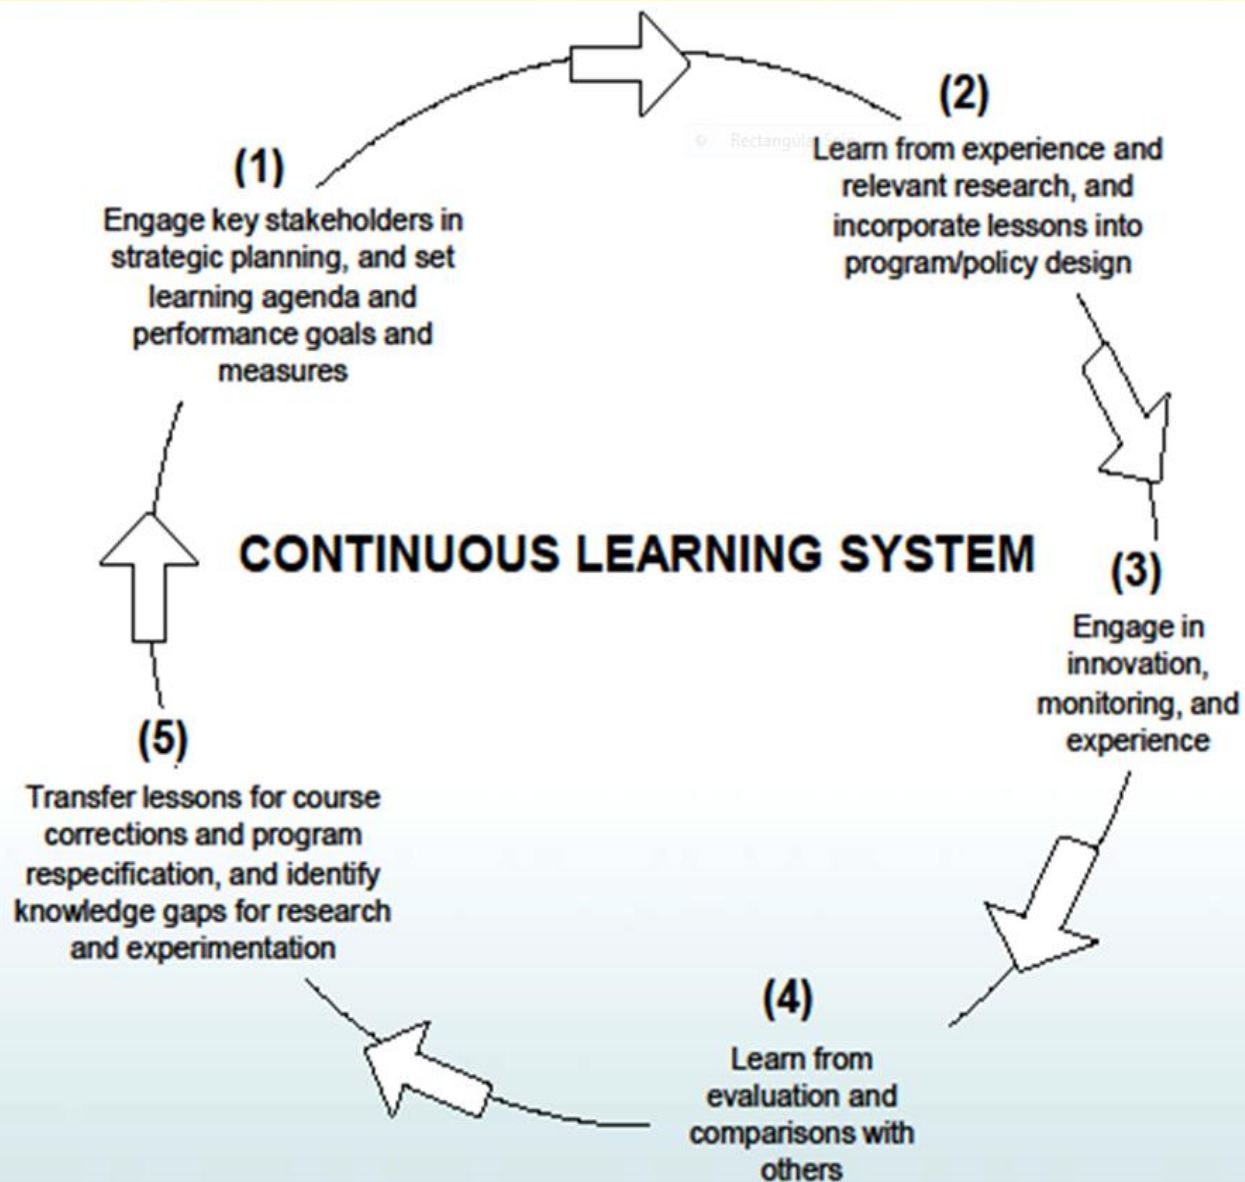 (1)
Engage key stakeholders in
strategic planning, and set
learning agenda and
performance goals and
measures
(2)
Learn from experience and
relevant research, and
incorporate lessons into
program/policy design
CONTINUOUS LEARNING SYSTEM
(3)
Engage in
innovation,
monitoring, and
experience
(4)
Learn from
evaluation and
comparisons with
others
(5)
Transfer lessons for course
corrections and program
respecification, and identify
knowledge gaps for research
and experimentation